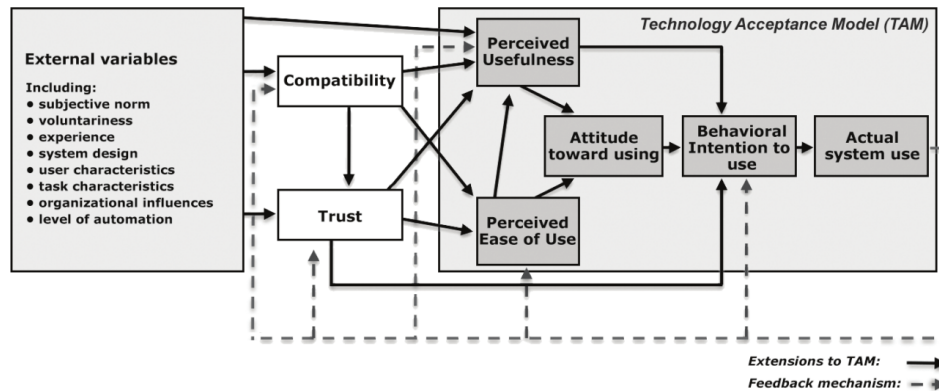 Technology Acceptance Model (TAM)
External variables
Including:
• subjective norm
• voluntariness
• experience
• system design
• user characteristics
• task characteristics
• organizational influences
• level of automation
Compatibility
Trust
Perceived
Usefulness
Perceived
Ease of Use
Attitude
toward using
Behavioral
Intention to
use
Actual
system use
Extensions to TAM:
Feedback mechanism: